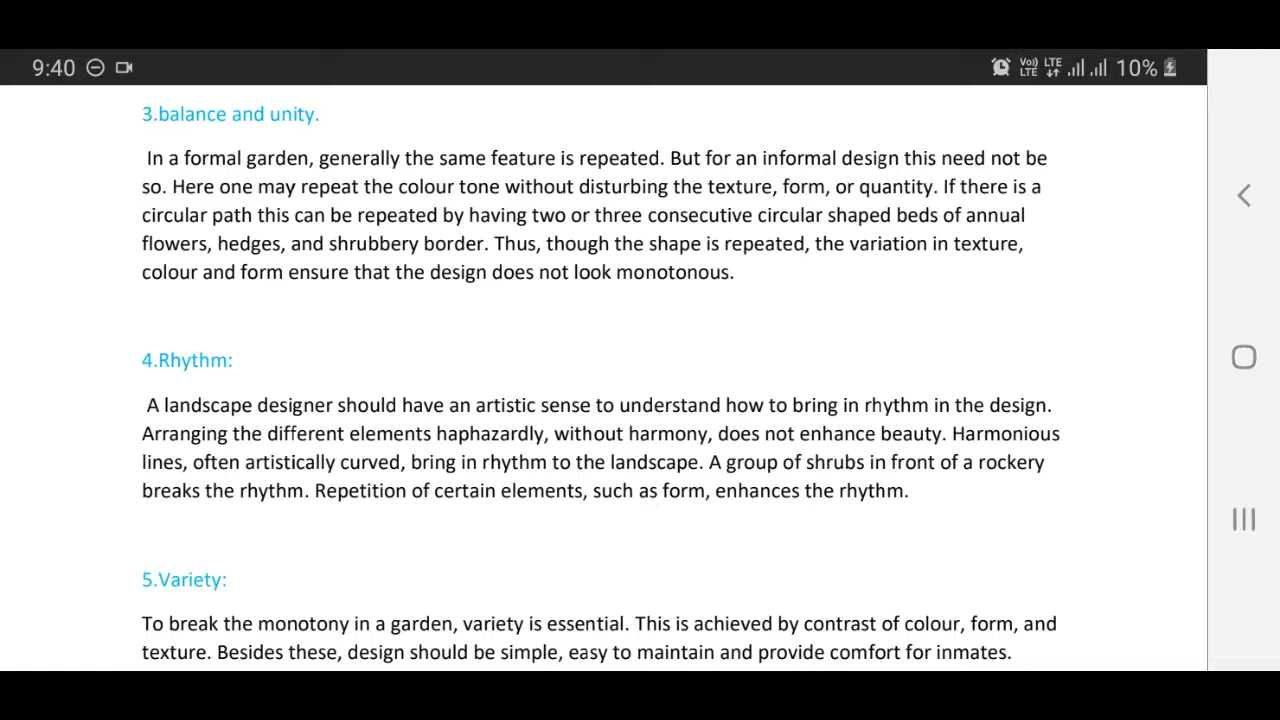 9:40
Vo)) LTE
LTE
10%
3.balance and unity.
In a formal garden, generally the same feature is repeated. But for an informal design this need not be
so. Here one may repeat the colour tone without disturbing the texture, form, or quantity. If there is a
circular path this can be repeated by having two or three consecutive circular shaped beds of annual
flowers, hedges, and shrubbery border. Thus, though the shape is repeated, the variation in texture,
colour and form ensure that the design does not look monotonous.
4.Rhythm:
A landscape designer should have an artistic sense to understand how to bring in rhythm in the design.
Arranging the different elements haphazardly, without harmony, does not enhance beauty. Harmonious
lines, often artistically curved, bring in rhythm to the landscape. A group of shrubs in front of a rockery
breaks the rhythm. Repetition of certain elements, such as form, enhances the rhythm.
5.Variety:
To break the monotony in a garden, variety is essential. This is achieved by contrast of colour, form, and
texture. Besides these, design should be simple, easy to maintain and provide comfort for inmates.